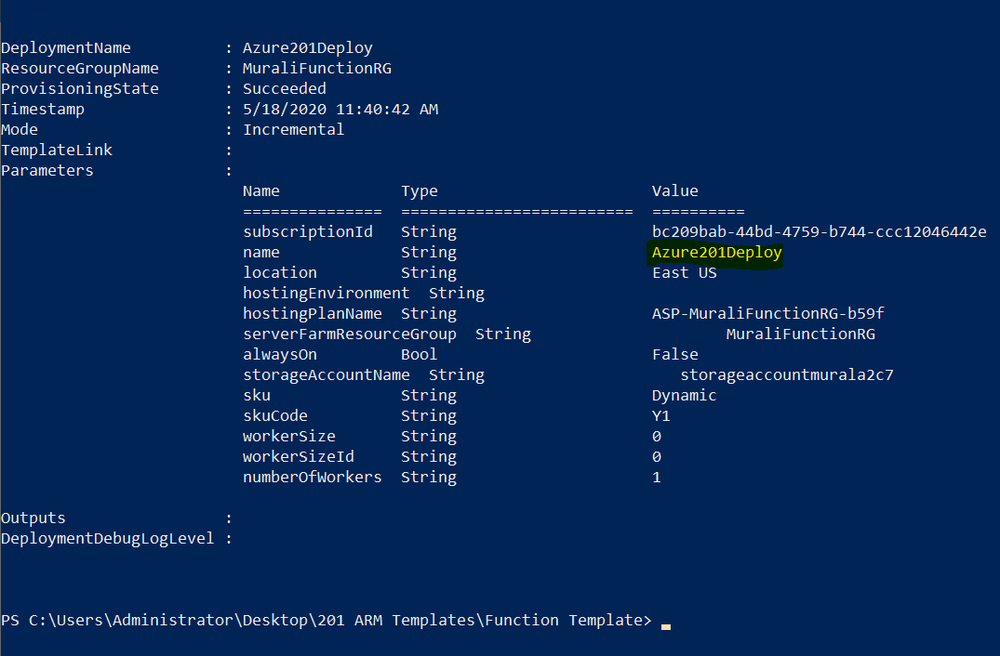 DeploymentName : Azure201Deploy
ResourceGroupName : MuraliFunctionRG
ProvisioningState : Succeeded
Timestamp : 5/18/2020 11:40:42 AM
Mode : Incremental
TemplateLink :
Parameters :
Name Type Value
=============== ========================= ==========
subscriptionId String bc209bab-44bd-4759-b744-ccc12046442e
name String Azure201Deploy
location String East US
hostingEnvironment String
hostingPlanName String ASP-MuraliFunctionRG-b59f
serverFarmResourceGroup String MuraliFunctionRG
alwaysOn Bool False
storageAccountName String storageaccountmurala2c7
sku String Dynamic
skuCode String Y1
workerSize String 0
workerSizeId String 0
numberOfWorkers String 1
Outputs :
DeploymentDebugLogLevel :
PS C:\Users\Administrator\Desktop\201 ARM Templates\Function Template>